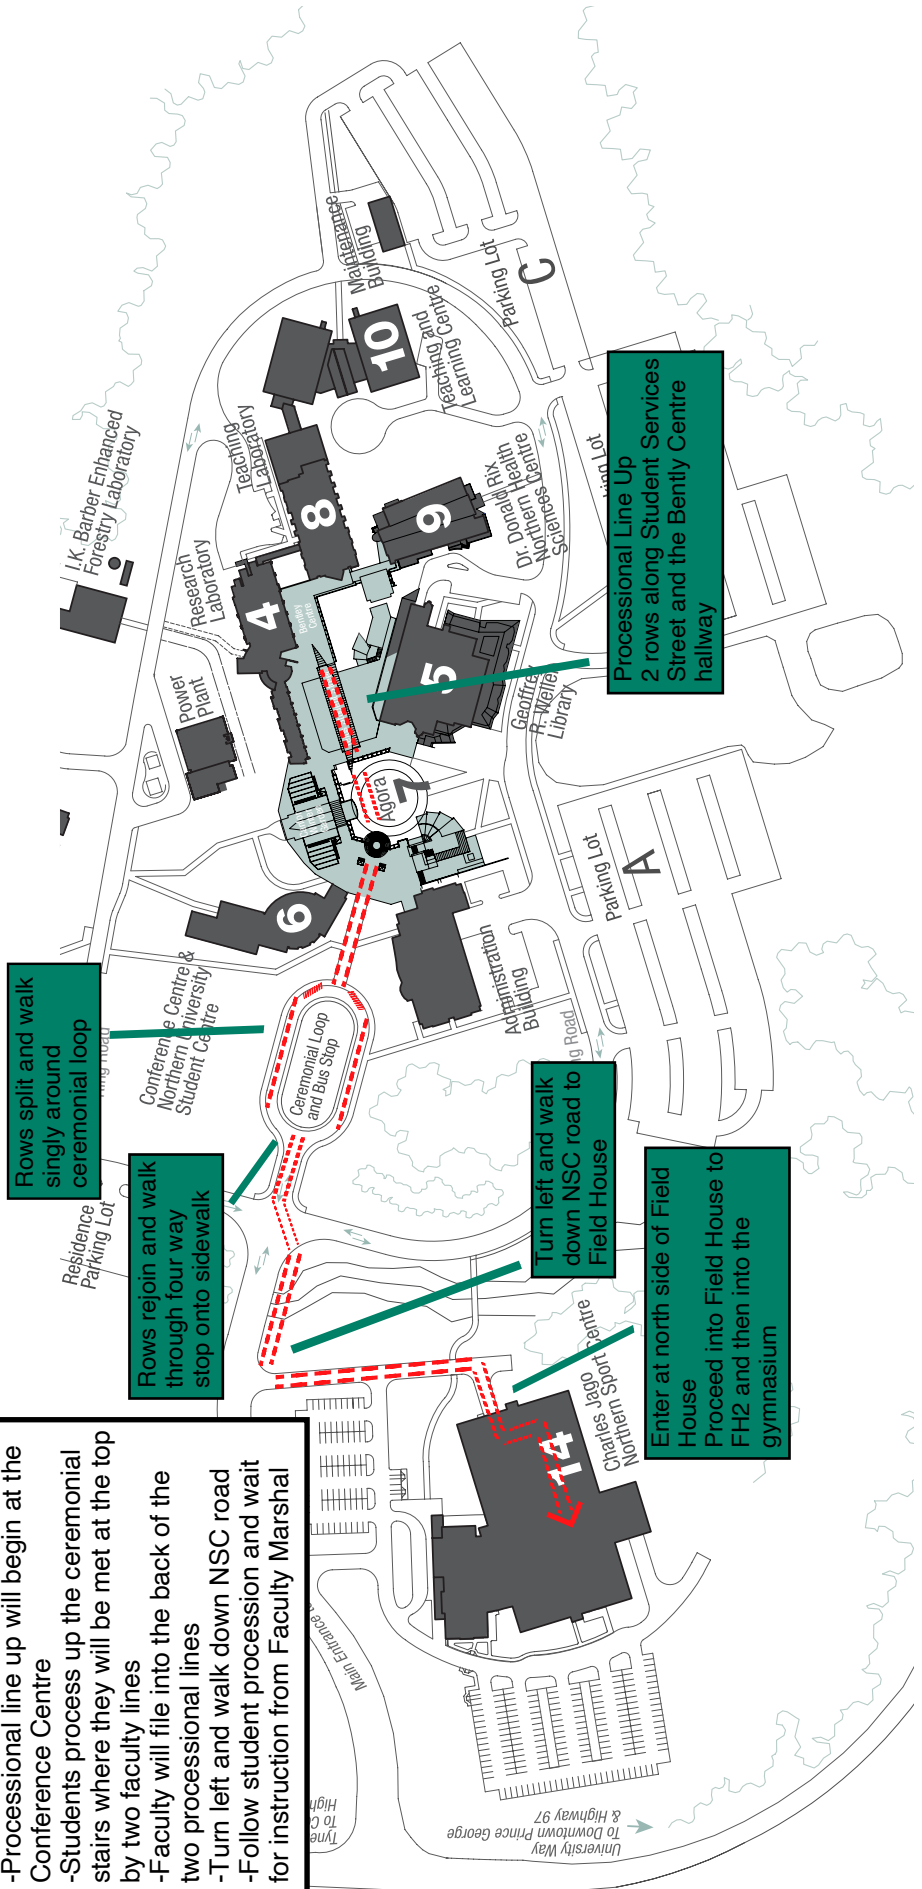 -Processional line up will begin at the
Conference Centre
-Students process up the ceremonial
stairs where they will be met at the top
by two faculty lines
-Faculty will file into the back of the
two processional lines
-Turn left and walk down NSC road
-Follow student procession and wait
for instruction from Faculty Marshal
Rows rejoin and walk
through four way
stop onto sidewalk
Rows split and walk
singly around
ceremonial loop
Turn left and walk
down NSC road to
Field House
Enter at north side of Field
House
Proceed into Field House to
FH2 and then into the
gymnasium
Processional Line Up
2 rows along Student Services
Street and the Bently Centre
hallway
Residence
Parking Lot
Conference Centre &
Northern University
Student Centre
6
Power
Plant
Research
Laboratory
4
I.K. Barber Enhanced
Forestry Laboratory
Teaching
Laboratory
8
Maintenance
Building
10
Teaching and
Learning Centre
Parking Lot
C
Dr. Donald Rix
Northern Health
Sciences Centre
9
Bentley
Centre
5
Geoffrey
R. Weller
Library
Agora
7
Ceremonial Loop
and Bus Stop
Administration
Building
Parking Lot
A
Charles Jago
Northern Sport Centre
14
Main Entrance
University Way
To Downtown Prince George
& Highway 97